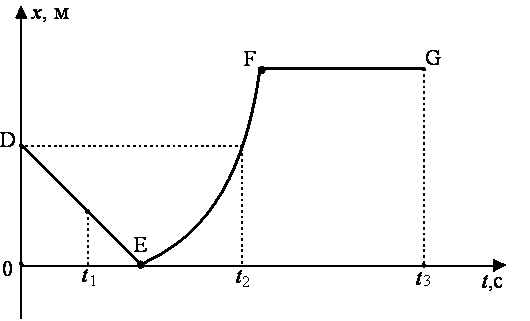 x, м
F
G
D
E
0
t₁
t₂
t₃
t,с